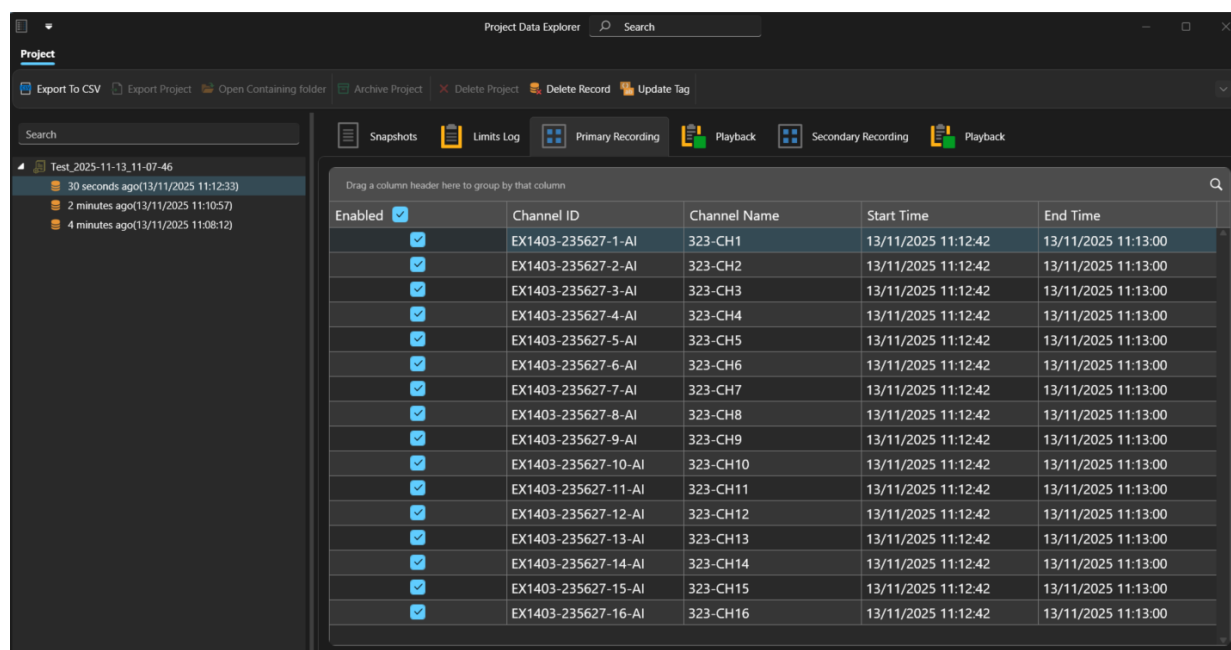 Project Data Explorer Search
Project
Export To CSV Export Project Open Containing folder Archive Project Delete Project Delete Record Update Tag
Search
Test_2025-11-13_11-07-46
30 seconds ago(13/11/2025 11:12:33)
2 minutes ago(13/11/2025 11:10:57)
4 minutes ago(13/11/2025 11:08:12)
Snapshots Limits Log Primary Recording Playback Secondary Recording Playback
Drag a column header here to group by that column
Enabled Channel ID Channel Name Start Time End Time
EX1403-235627-1-AI 323-CH1 13/11/2025 11:12:42 13/11/2025 11:13:00
EX1403-235627-2-AI 323-CH2 13/11/2025 11:12:42 13/11/2025 11:13:00
EX1403-235627-3-AI 323-CH3 13/11/2025 11:12:42 13/11/2025 11:13:00
EX1403-235627-4-AI 323-CH4 13/11/2025 11:12:42 13/11/2025 11:13:00
EX1403-235627-5-AI 323-CH5 13/11/2025 11:12:42 13/11/2025 11:13:00
EX1403-235627-6-AI 323-CH6 13/11/2025 11:12:42 13/11/2025 11:13:00
EX1403-235627-7-AI 323-CH7 13/11/2025 11:12:42 13/11/2025 11:13:00
EX1403-235627-8-AI 323-CH8 13/11/2025 11:12:42 13/11/2025 11:13:00
EX1403-235627-9-AI 323-CH9 13/11/2025 11:12:42 13/11/2025 11:13:00
EX1403-235627-10-AI 323-CH10 13/11/2025 11:12:42 13/11/2025 11:13:00
EX1403-235627-11-AI 323-CH11 13/11/2025 11:12:42 13/11/2025 11:13:00
EX1403-235627-12-AI 323-CH12 13/11/2025 11:12:42 13/11/2025 11:13:00
EX1403-235627-13-AI 323-CH13 13/11/2025 11:12:42 13/11/2025 11:13:00
EX1403-235627-14-AI 323-CH14 13/11/2025 11:12:42 13/11/2025 11:13:00
EX1403-235627-15-AI 323-CH15 13/11/2025 11:12:42 13/11/2025 11:13:00
EX1403-235627-16-AI 323-CH16 13/11/2025 11:12:42 13/11/2025 11:13:00